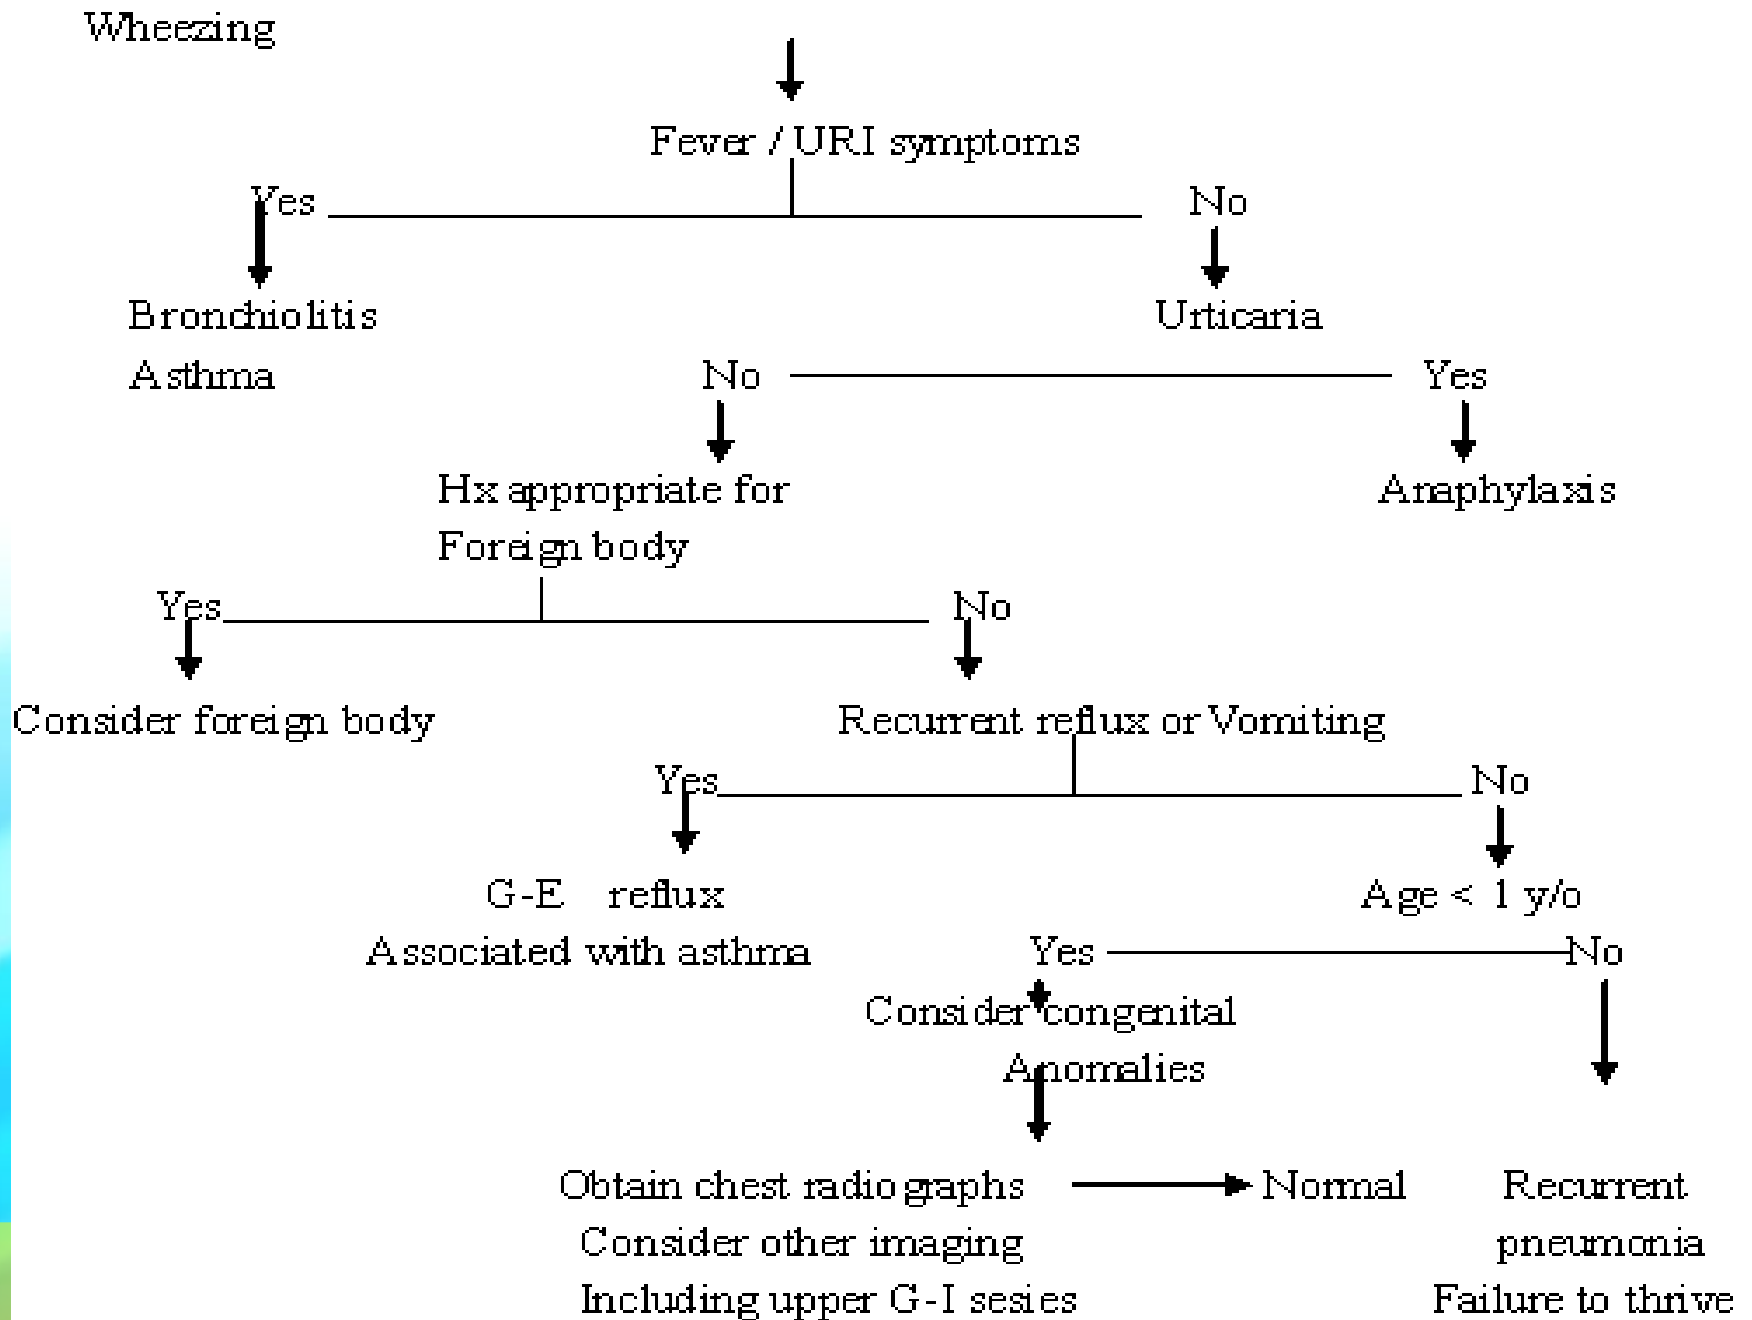 Wheezing
Fever / URI symptoms
Yes
No
Bronchiolitis
Urticaria
Asthma
No
Yes
Hx appropriate for
Foreign body
Anaphylaxis
Yes
No
Consider foreign body
Recurrent reflux or Vomiting
Yes
No
G-E reflux
Associated with asthma
Age < 1 y/o
Yes
No
Consider congenital
Anomalies
Obtain chest radiographs
Consider other imaging
Including upper G-I sesies
Normal
Recurrent
pneumonia
Failure to thrive